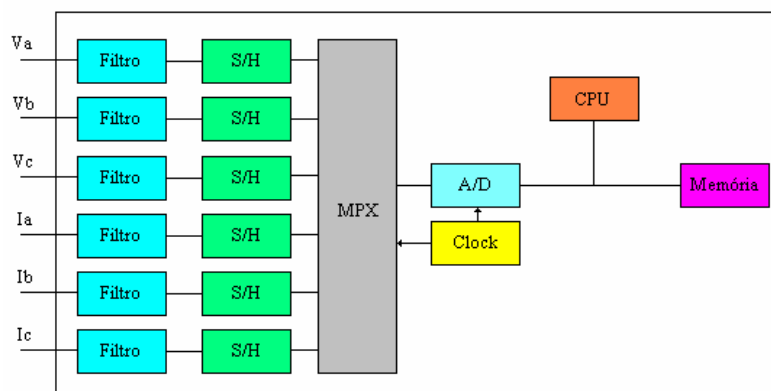 Va
Filtro
S/H
Vb
Filtro
S/H
Vc
Filtro
S/H
Ia
Filtro
S/H
Ib
Filtro
S/H
Ic
Filtro
S/H
MPX
A/D
Clock
CPU
Memória